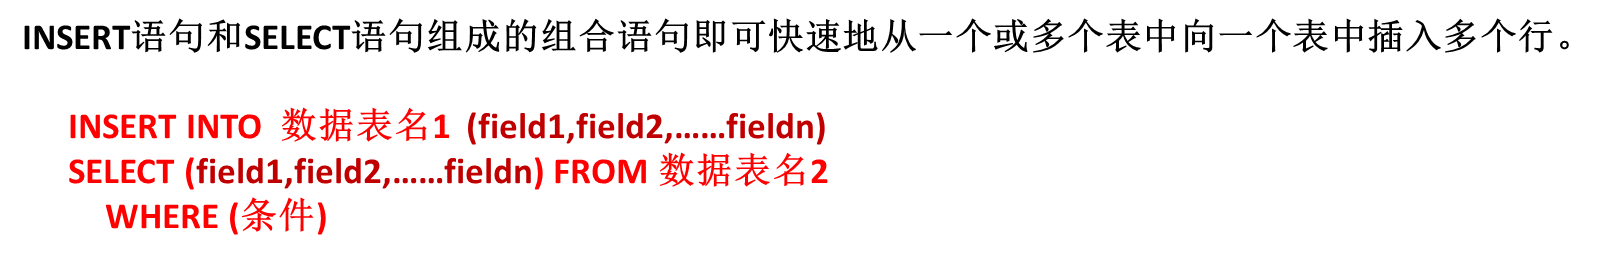 INSERT语句和SELECT语句组成的组合语句即可快速地从一个或多个表中向一个表中插入多个行。
INSERT INTO 数据表名1 (field1,field2,……fieldn)
SELECT (field1,field2,……fieldn) FROM 数据表名2
WHERE (条件)